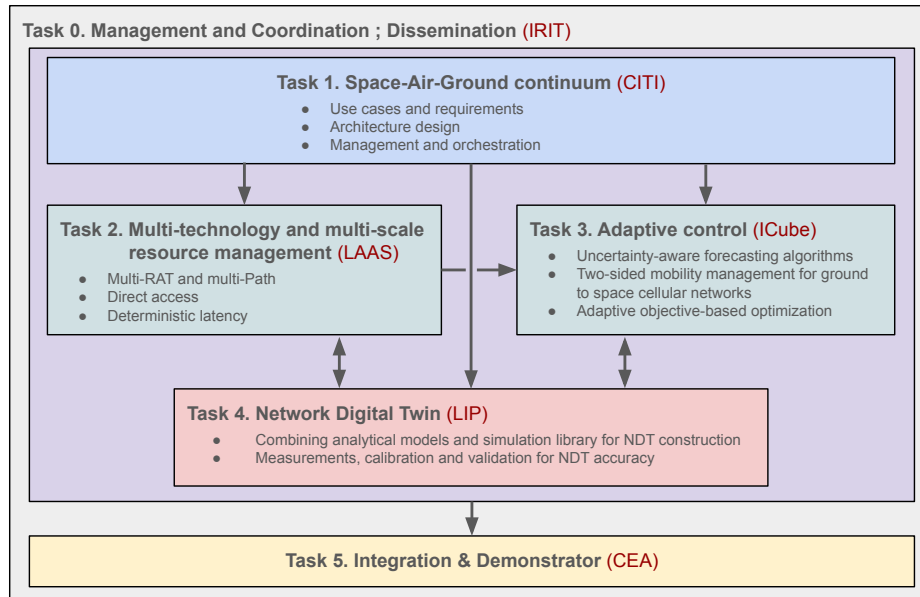 Task 0. Management and Coordination ; Dissemination (IRIT)
Task 1. Space-Air-Ground continuum (CITI)
● Use cases and requirements
● Architecture design
● Management and orchestration
Task 2. Multi-technology and multi-scale
resource management (LAAS)
● Multi-RAT and multi-Path
● Direct access
● Deterministic latency
Task 3. Adaptive control (ICube)
● Uncertainty-aware forecasting algorithms
● Two-sided mobility management for ground
to space cellular networks
● Adaptive objective-based optimization
Task 4. Network Digital Twin (LIP)
● Combining analytical models and simulation library for NDT construction
● Measurements, calibration and validation for NDT accuracy
Task 5. Integration & Demonstrator (CEA)